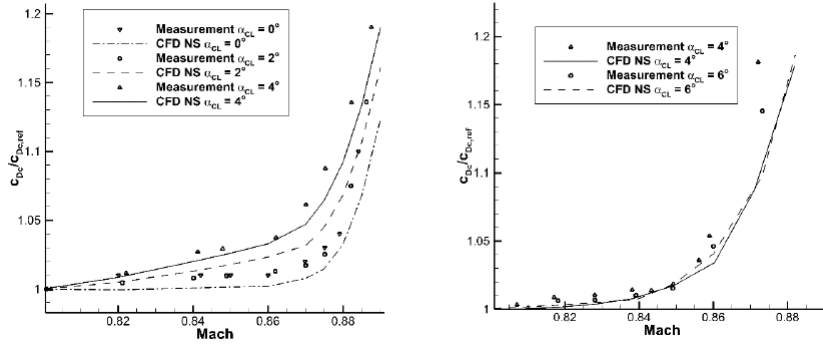 1.2
1.15
1.1
1.05
1
c_Dc/c_Dc,ref
Measurement α_CL = 0°
CFD NS α_CL = 0°
Measurement α_CL = 2°
CFD NS α_CL = 2°
Measurement α_CL = 4°
CFD NS α_CL = 4°
0.82
0.84
0.86
0.88
Mach
1.2
1.15
1.1
1.05
1
c_Dc/c_Dc,ref
Measurement α_CL = 4°
CFD NS α_CL = 4°
Measurement α_CL = 6°
CFD NS α_CL = 6°
0.82
0.84
0.86
0.88
Mach